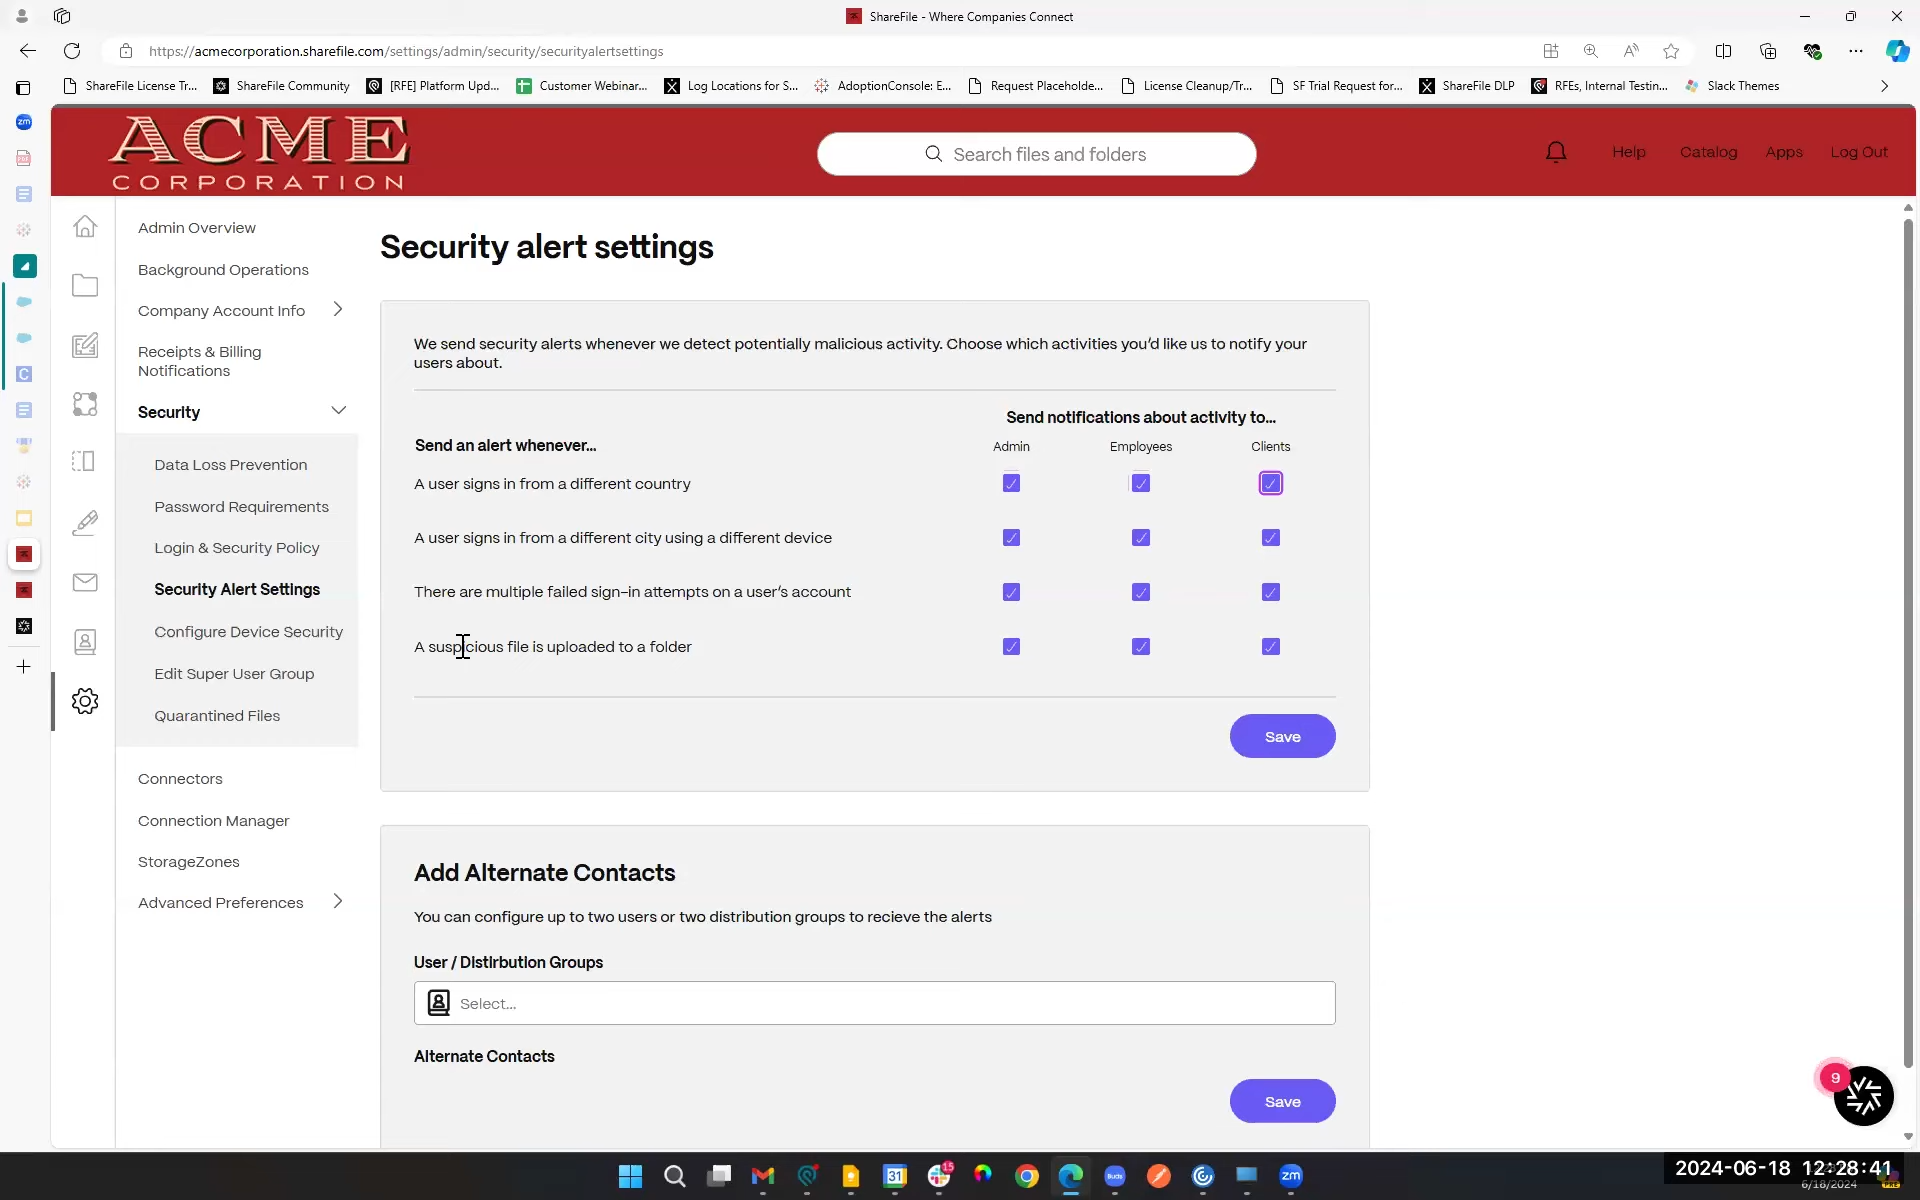 ShareFile - Where Companies Connect
https://acmecorporation.sharefile.com/settings/admin/security/securityalertsettings
ShareFile License Tr...
ShareFile Community
[RFE] Platform Upd...
Customer Webinar...
Log Locations for S...
AdoptionConsole: E...
Request Placeholde...
License Cleanup/Tr...
SF Trial Request for...
ShareFile DLP
RFEs, Internal Testin...
Slack Themes
ACME
CORPORATION
Search files and folders
Help
Catalog
Apps
Log Out
Admin Overview
Background Operations
Company Account Info
Receipts & Billing
Notifications
Security
Data Loss Prevention
Password Requirements
Login & Security Policy
Security Alert Settings
Configure Device Security
Edit Super User Group
Quarantined Files
Connectors
Connection Manager
StorageZones
Advanced Preferences
Security alert settings
We send security alerts whenever we detect potentially malicious activity. Choose which activities you'd like us to notify your
users about.
Send notifications about activity to...
Send an alert whenever...
Admin
Employees
Clients
A user signs in from a different country
A user signs in from a different city using a different device
There are multiple failed sign-in attempts on a user's account
A suspicious file is uploaded to a folder
Save
Add Alternate Contacts
You can configure up to two users or two distribution groups to recieve the alerts
User / Distirbution Groups
Select...
Alternate Contacts
Save
9
zm
C
31
15
Buds
zm
2024-06-18 12:28:41
6/18/2024
PRE